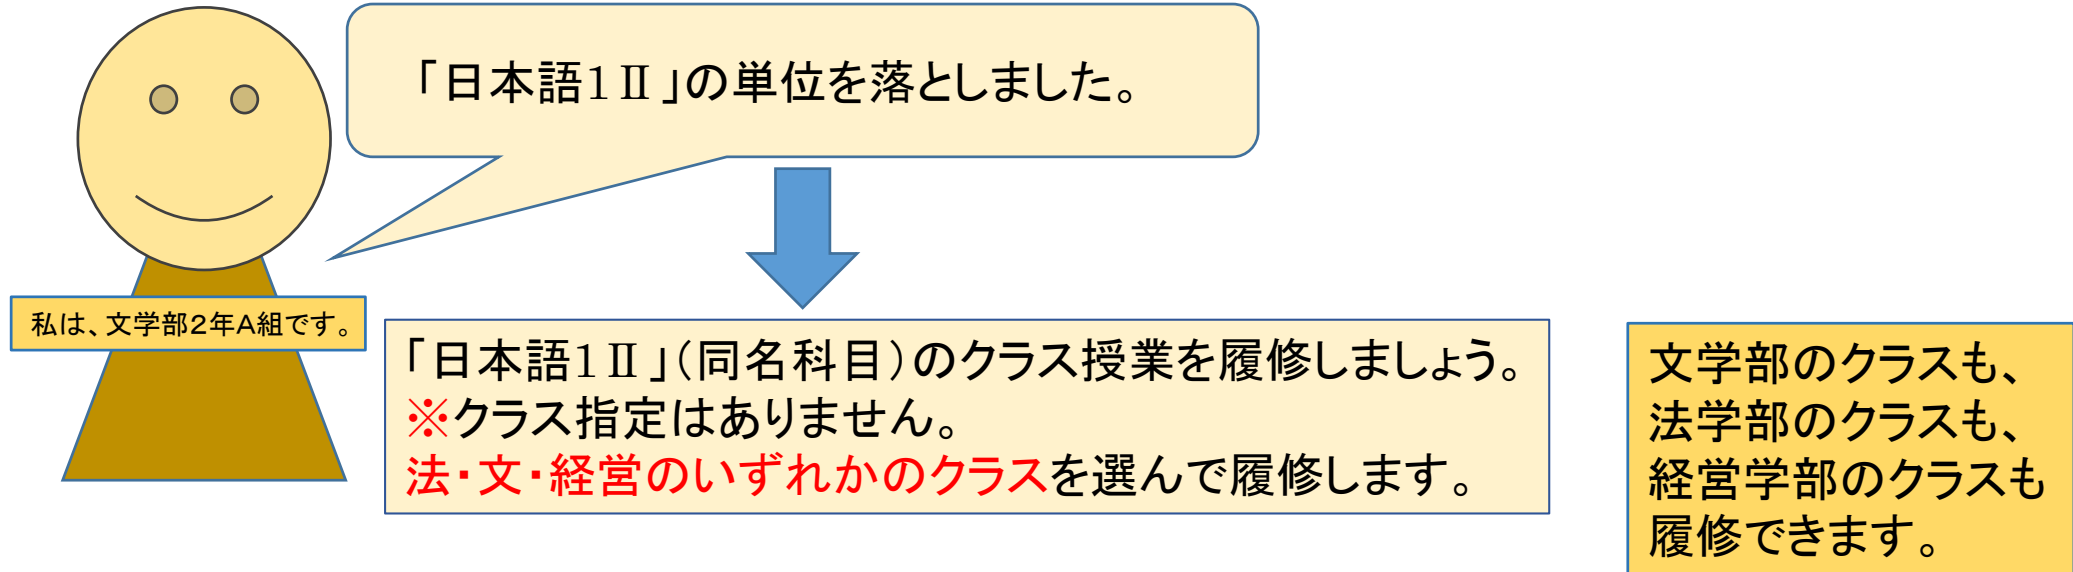 「日本語1Ⅱ」の単位を落としました。
私は、文学部2年A組です。
「日本語1Ⅱ」(同名科目)のクラス授業を履修しましょう。
※クラス指定はありません。
法・文・経営のいずれかのクラスを選んで履修します。
文学部のクラスも、
法学部のクラスも、
経営学部のクラスも
履修できます。